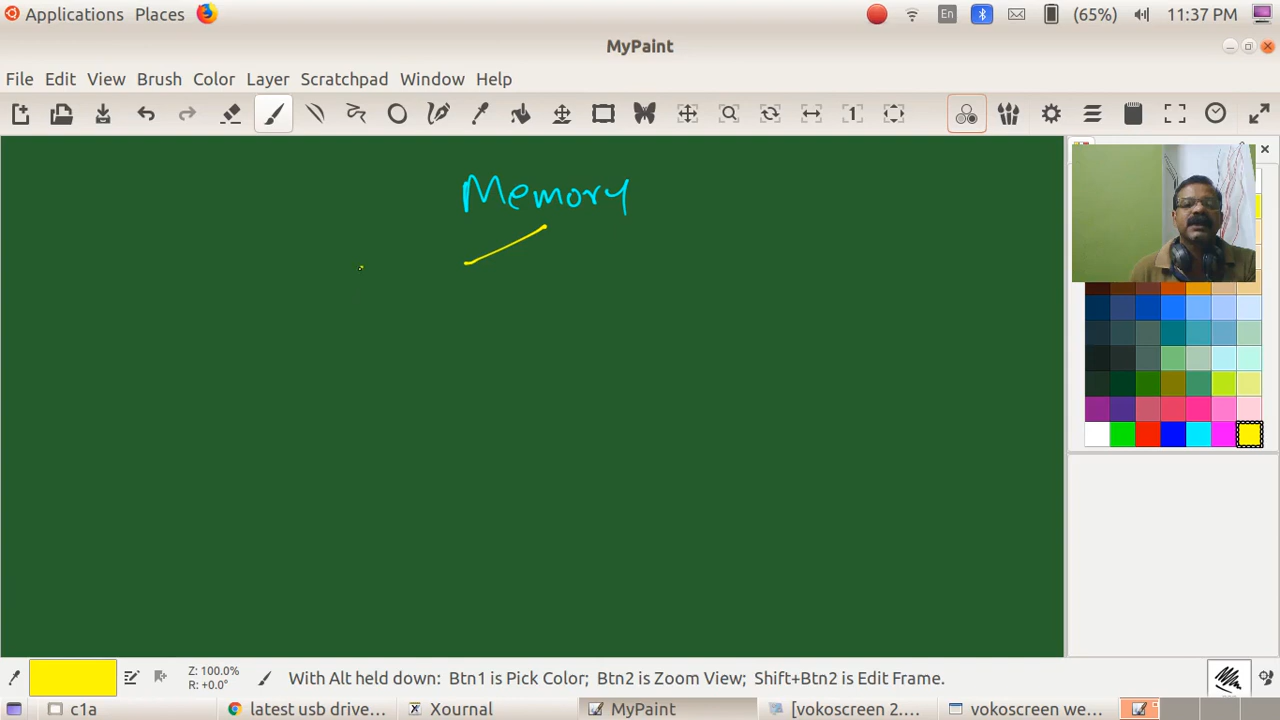 Applications Places En (65%) 11:37 PM
MyPaint
File Edit View Brush Color Layer Scratchpad Window Help
1
Memory
Z: 100.0%
R: +0.0°
With Alt held down: Btn1 is Pick Color; Btn2 is Zoom View; Shift+Btn2 is Edit Frame.
c1a latest usb drive... Xournal MyPaint [vokoscreen 2.... vokoscreen we...